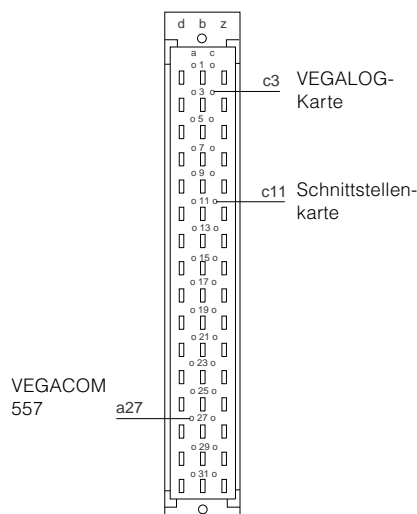 d b z
a c
1
c3 VEGALOG-
Karte
3
5
7
9
c11 Schnittstellen-
karte
11
13
15
17
19
21
23
VEGACOM
557
25
a27
27
29
31